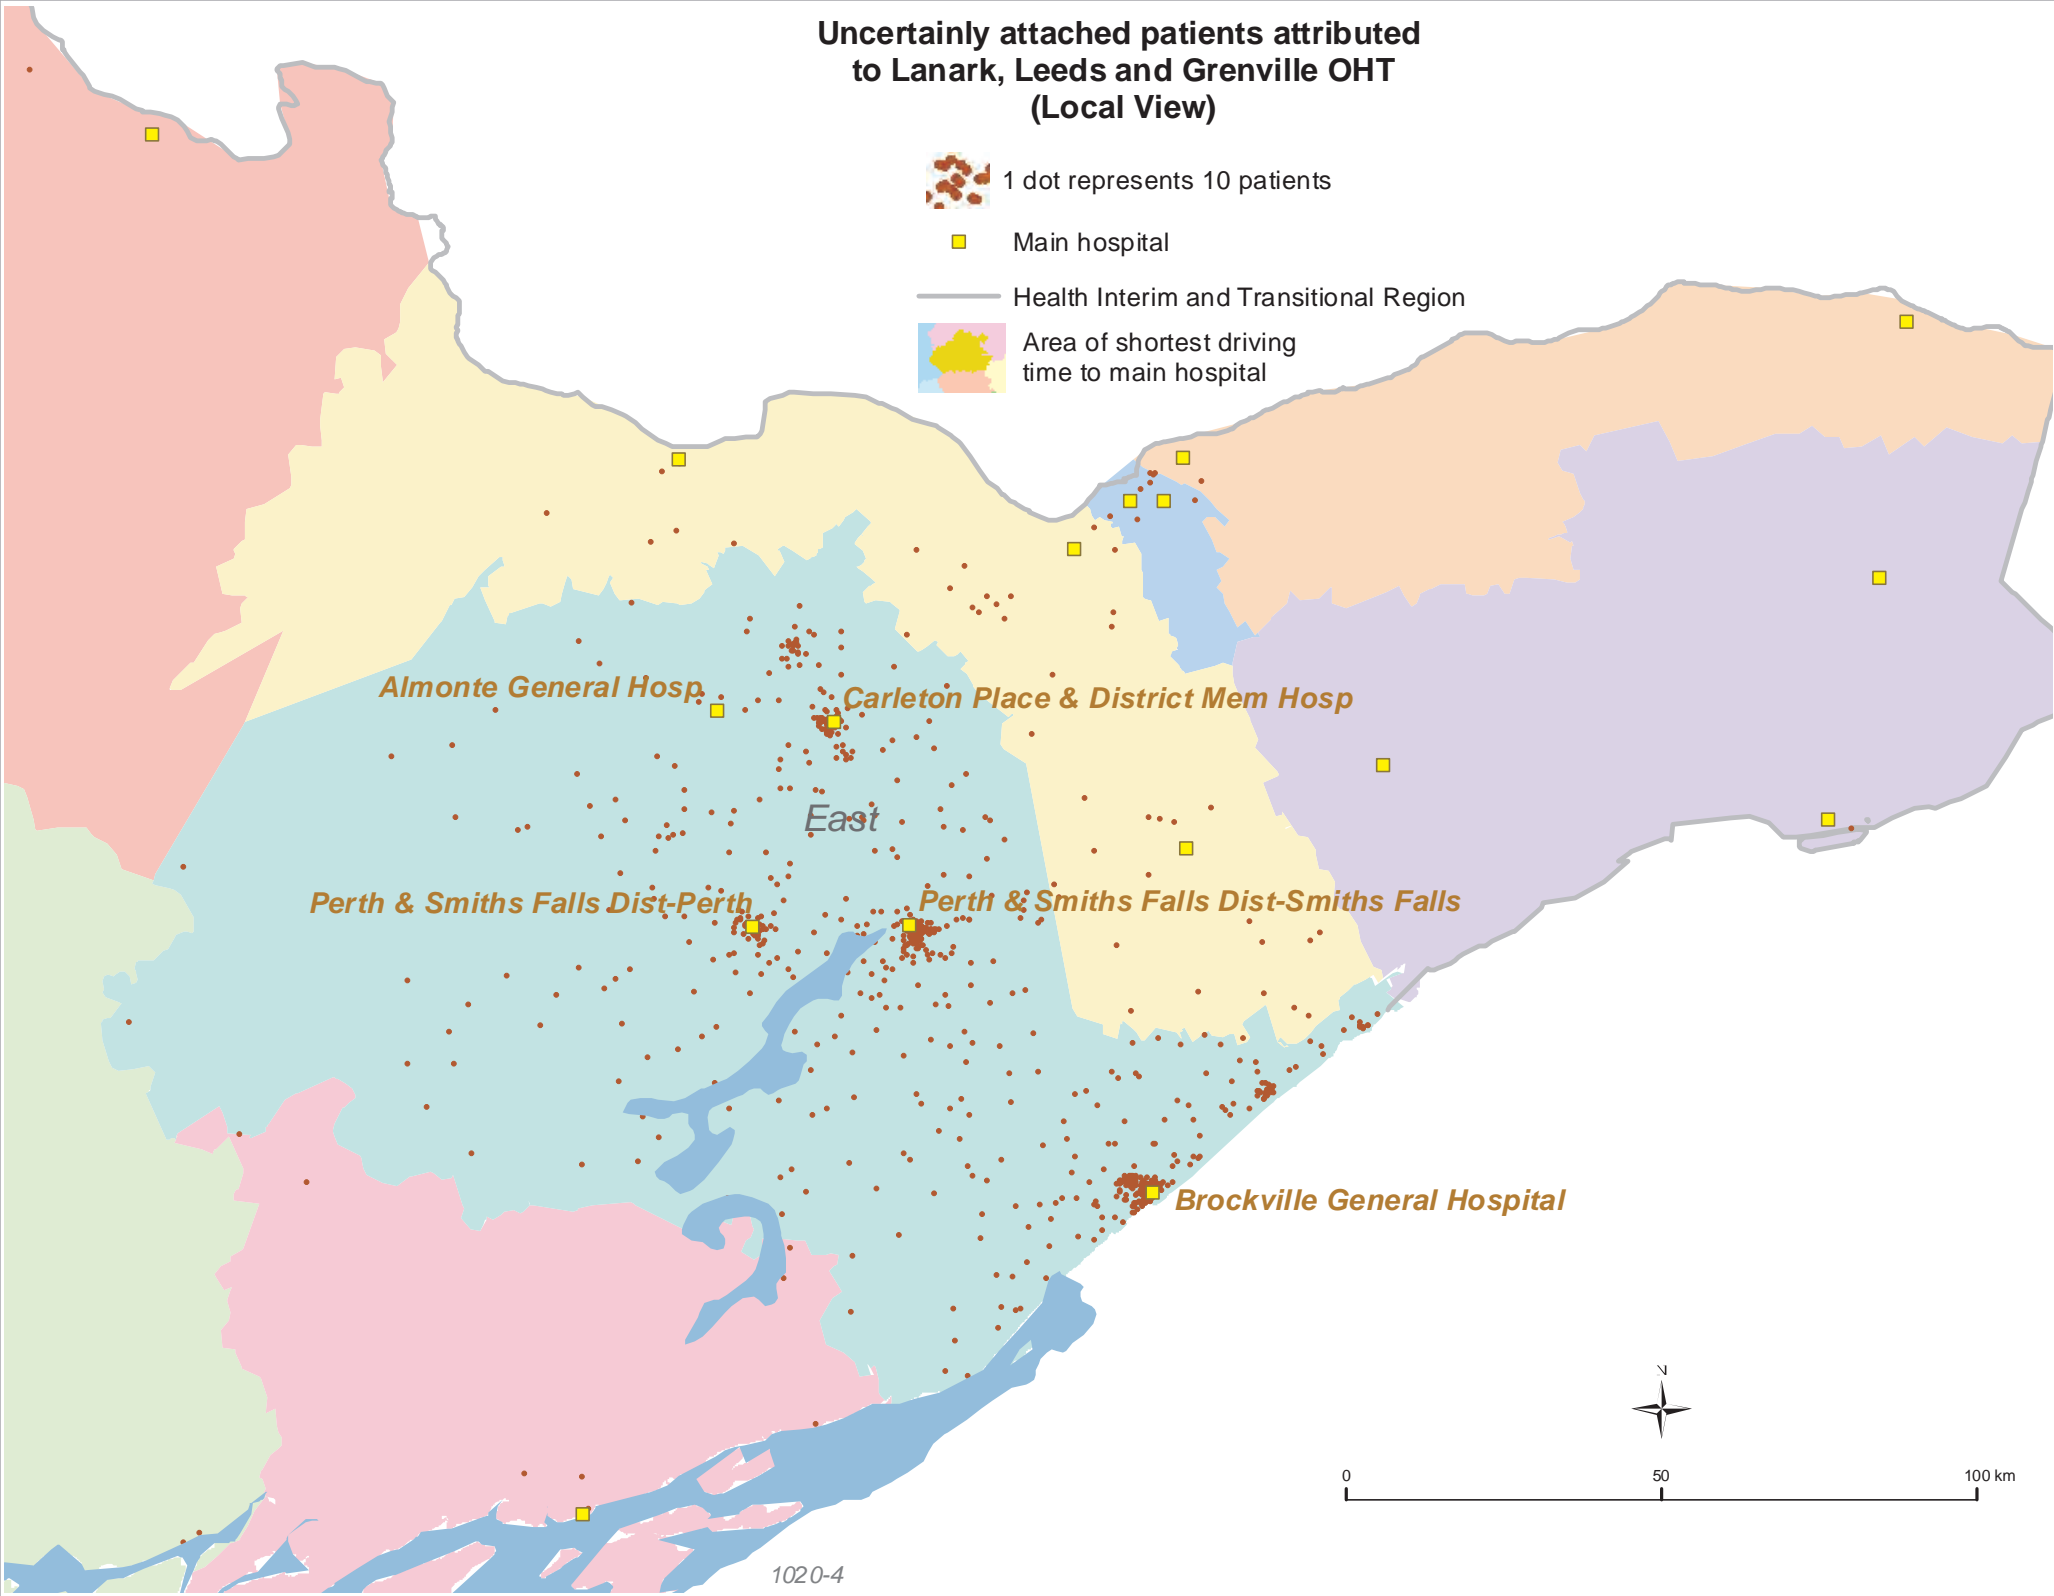 Uncertainly attached patients attributed
to Lanark, Leeds and Grenville OHT
(Local View)
1 dot represents 10 patients
Main hospital
Health Interim and Transitional Region
Area of shortest driving
time to main hospital
Almonte General Hosp
Carleton Place & District Mem Hosp
East
Perth & Smiths Falls Dist-Perth
Perth & Smiths Falls Dist-Smiths Falls
Brockville General Hospital
N
0 50 100 km
1020-4